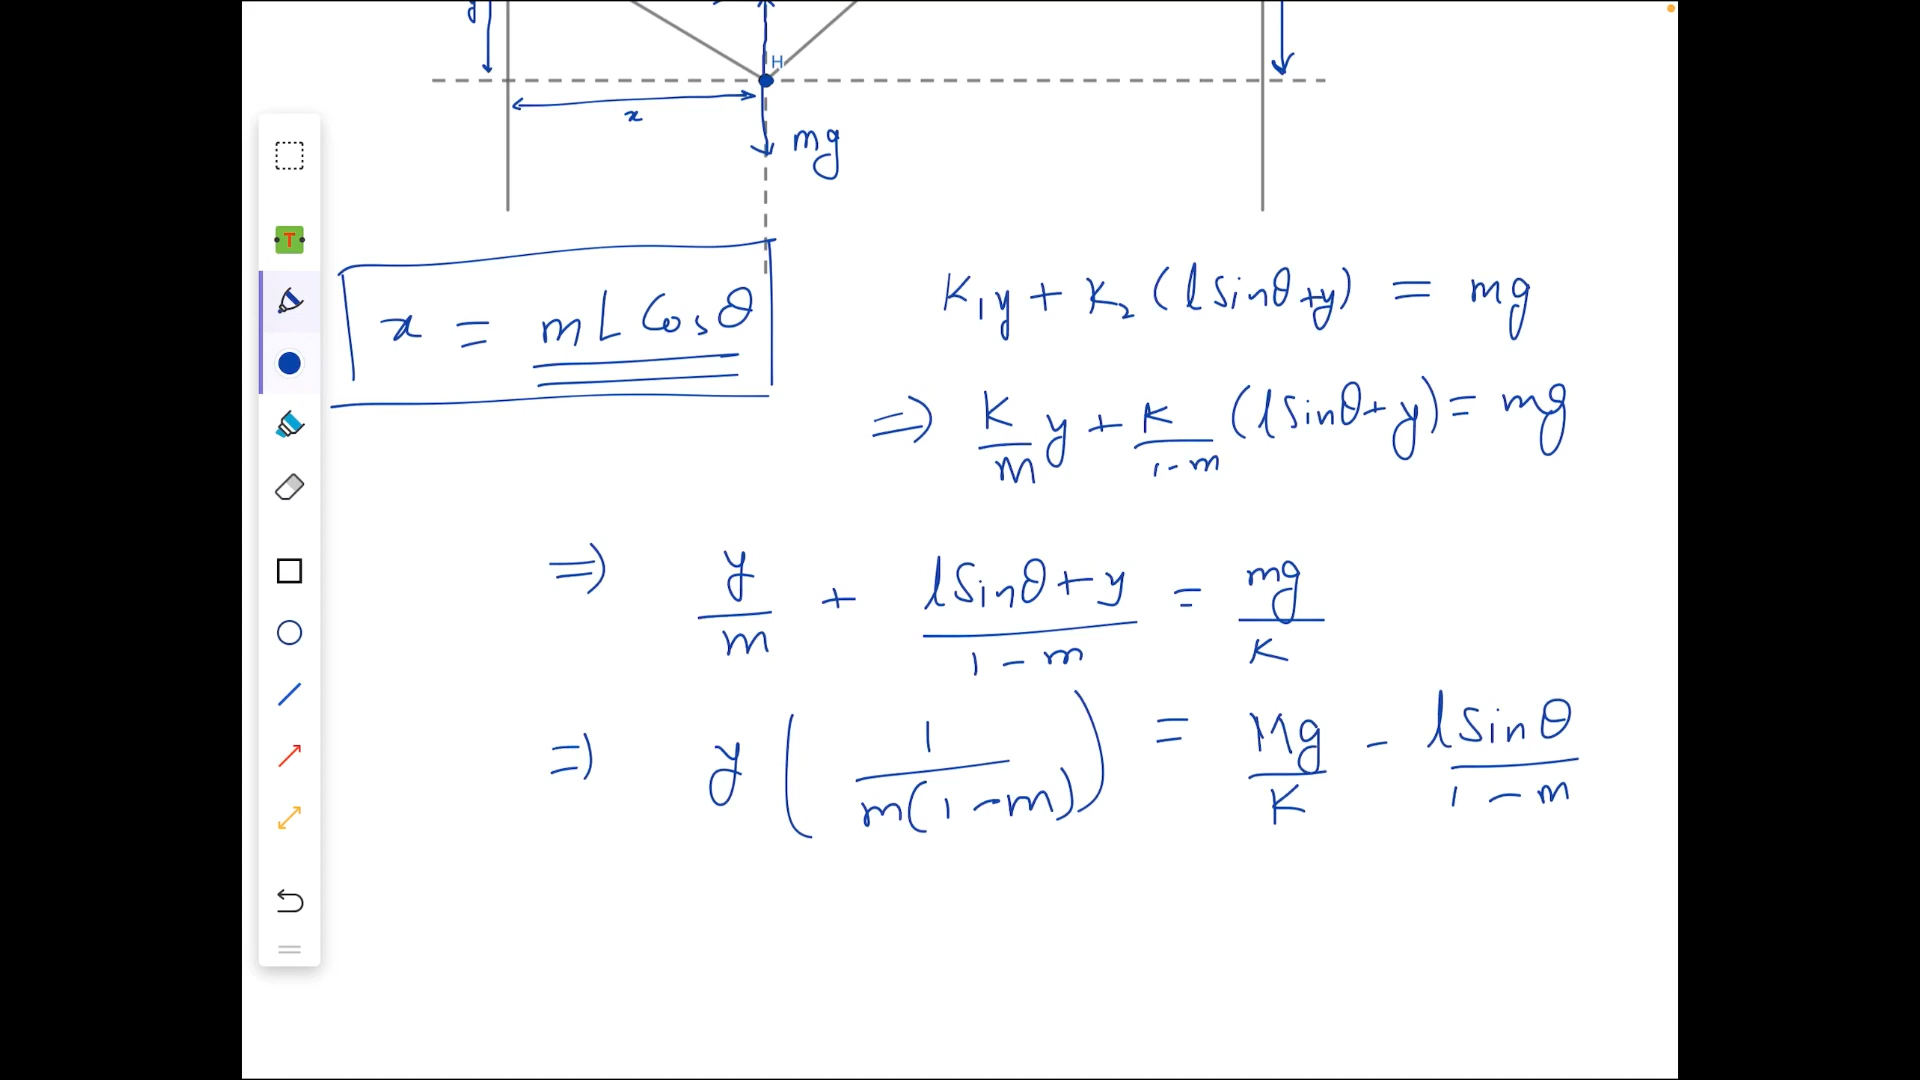 y
H
x
mg
x = mL Cosθ
K₁y + K₂ (l sinθ + y) = mg
⇒ K/m y + K/1-m (l sinθ + y) = mg
⇒ y/m + l Sinθ + y/1-m = mg/K
⇒ y (1/m(1-m)) = Mg/K - l Sinθ/1-m
T